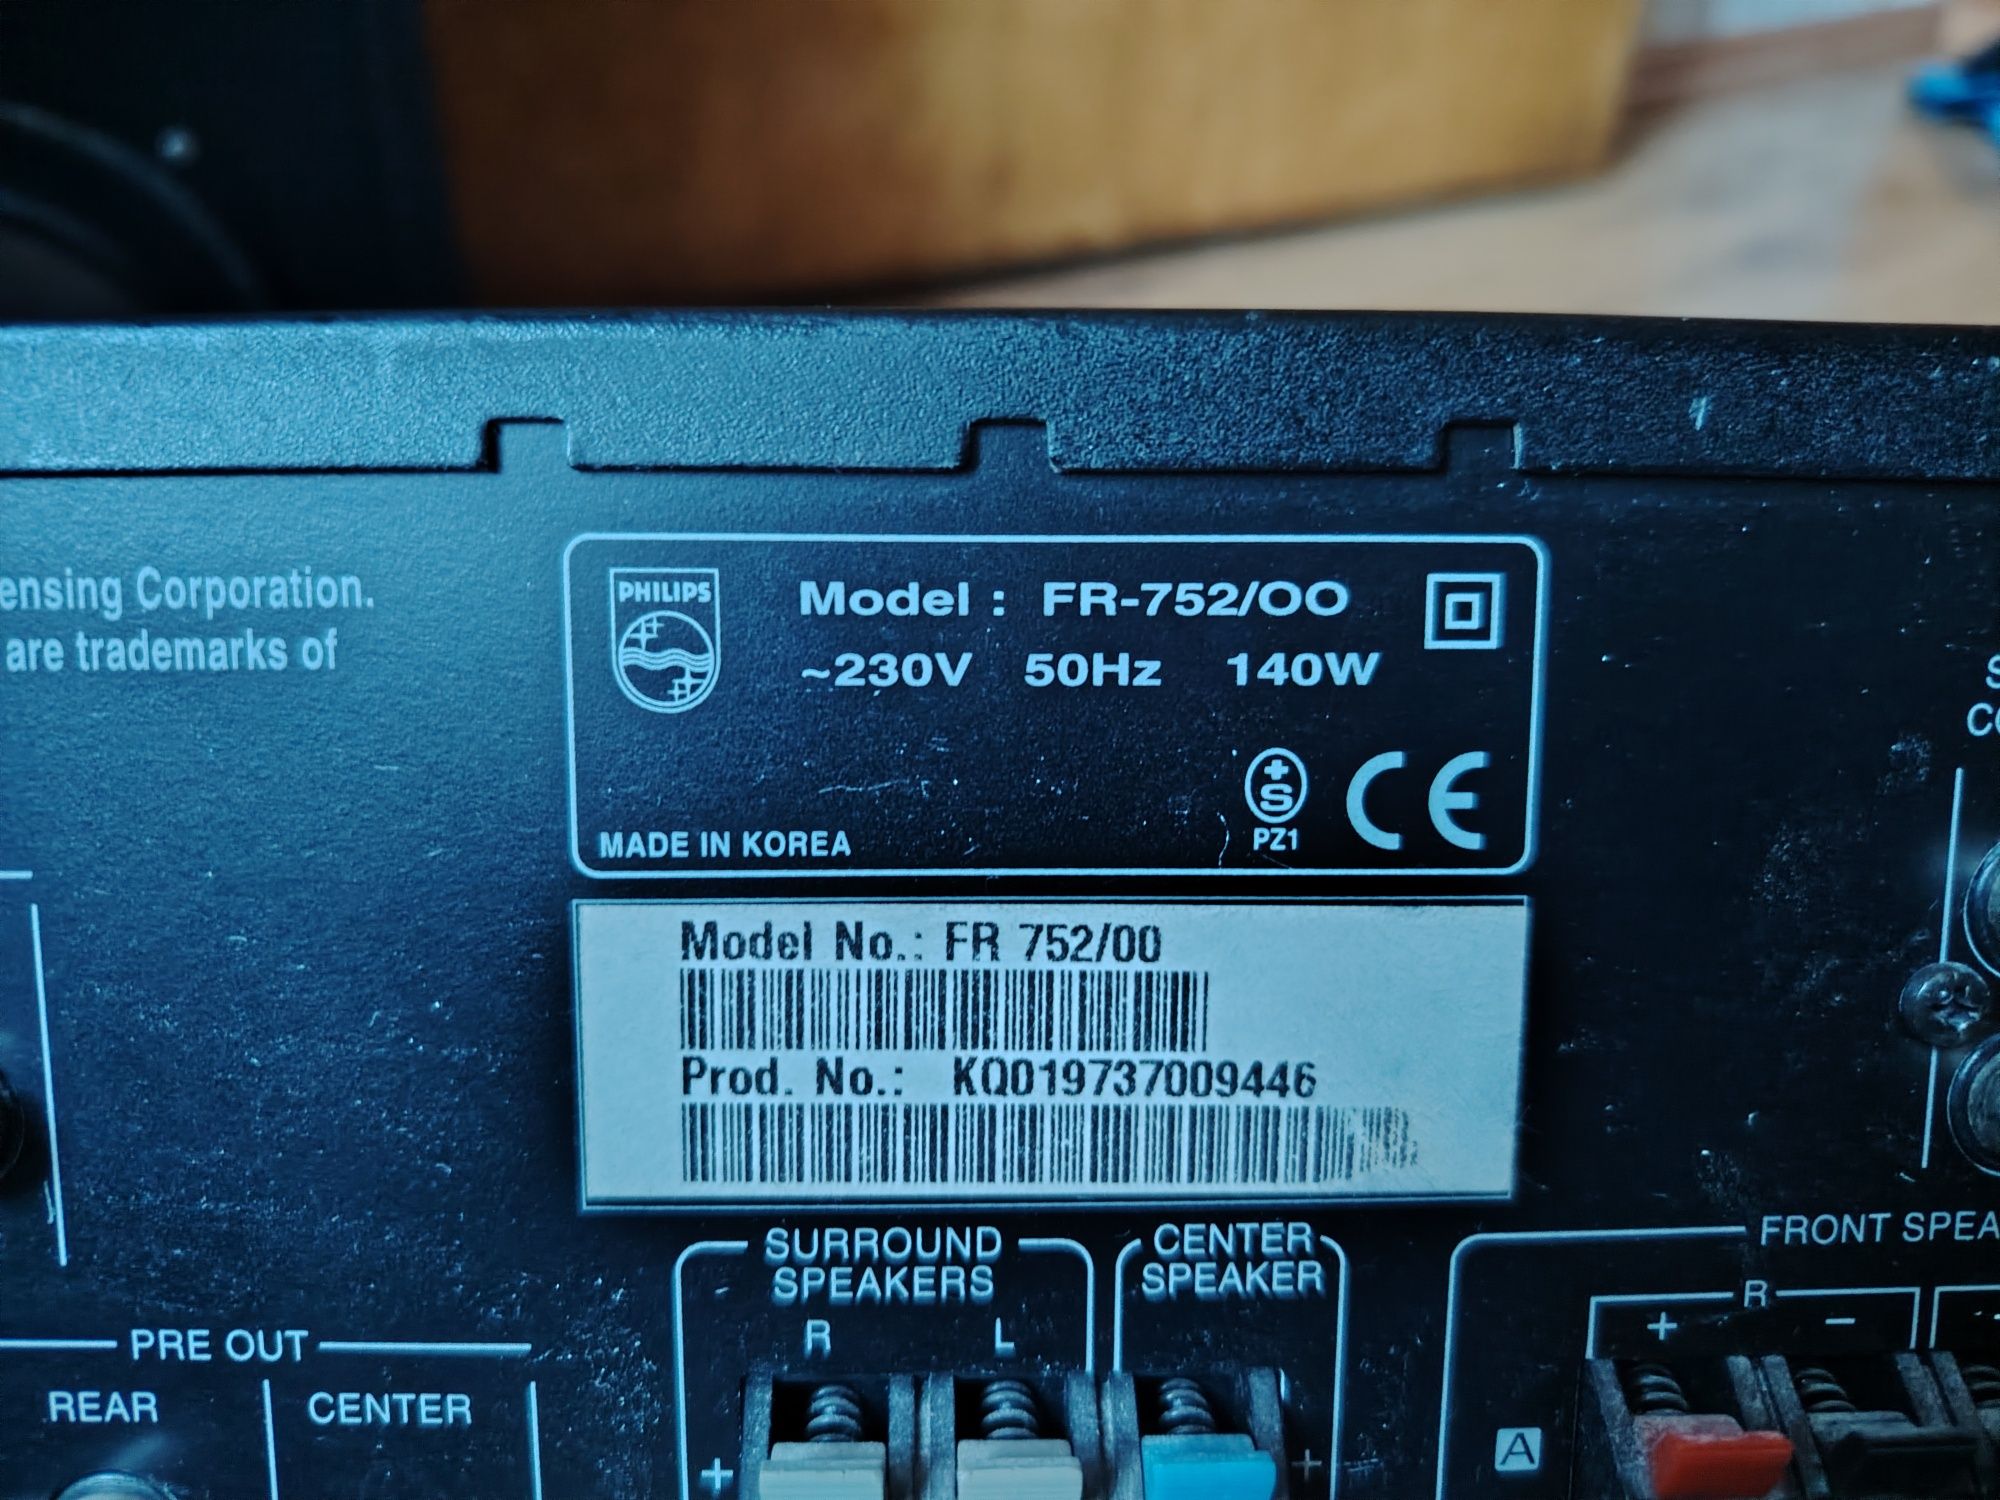 ensing Corporation.
are trademarks of
PHILIPS
Model : FR-752/00
~230V 50Hz 140W
S
PZ1
CE
MADE IN KOREA
Model No.: FR 752/00
Prod. No.: KQ019737009446
SURROUND
SPEAKERS
R L
CENTER
SPEAKER
FRONT SPEA
R
+ -
PRE OUT
REAR CENTER
+ +
A